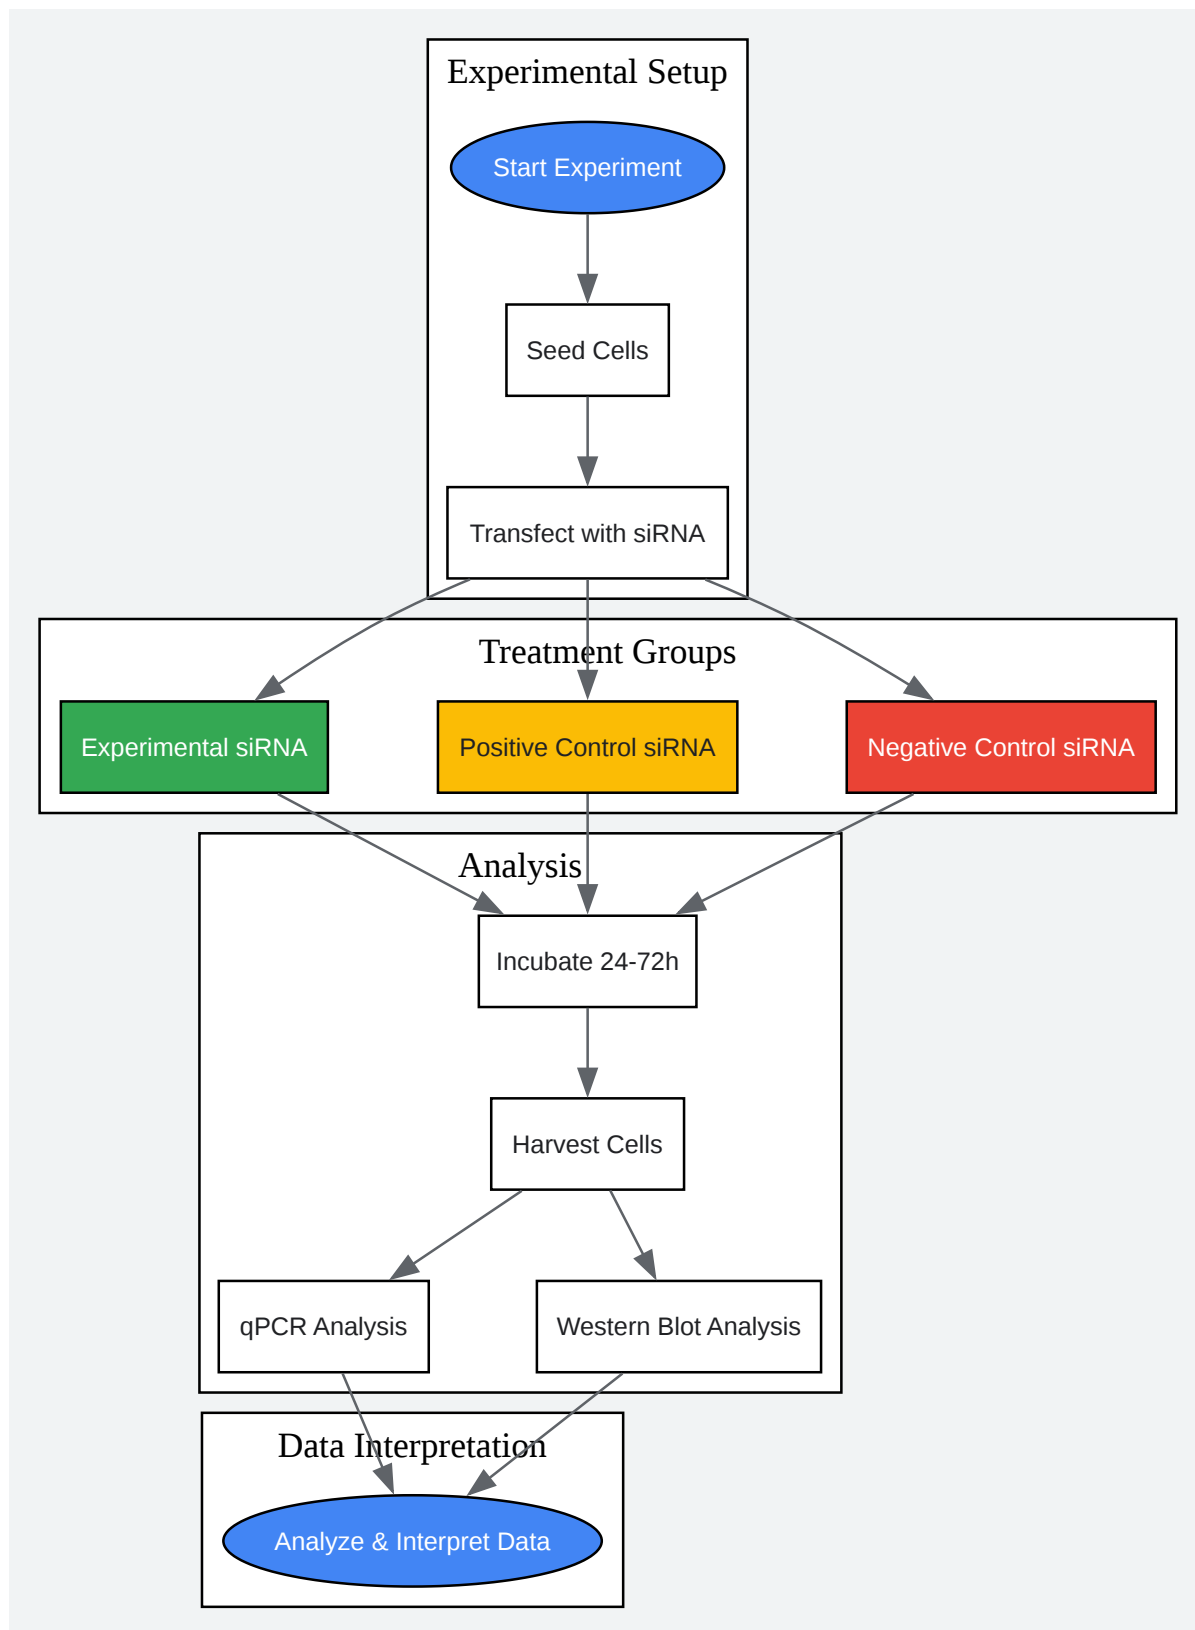 Experimental Setup
Start Experiment
Seed Cells
Transfect with siRNA
Treatment Groups
Experimental siRNA
Positive Control siRNA
Negative Control siRNA
Analysis
Incubate 24-72h
Harvest Cells
qPCR Analysis
Western Blot Analysis
Data Interpretation
Analyze & Interpret Data